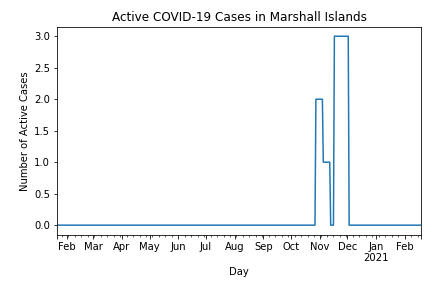 Active COVID-19 Cases in Marshall Islands
Number of Active Cases
3.0
2.5
2.0
1.5
1.0
0.5
0.0
Feb Mar Apr May Jun Jul Aug Sep Oct Nov Dec Jan Feb
2021
Day